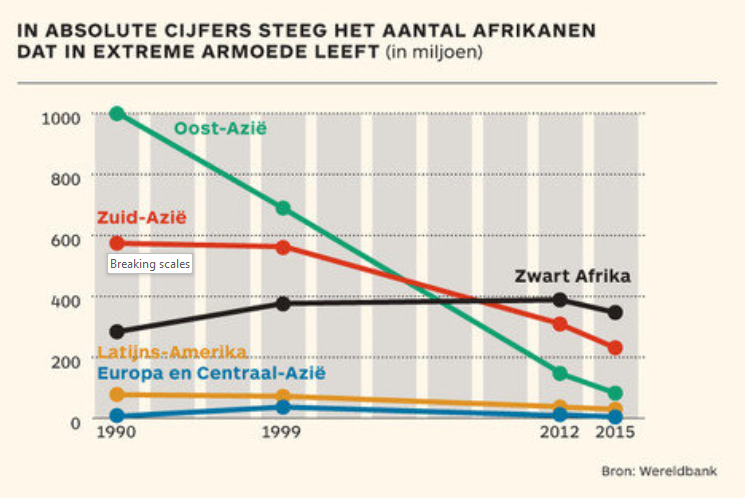 IN ABSOLUTE CIJFERS STEEG HET AANTAL AFRIKANEN
DAT IN EXTREME ARMOEDE LEEFT (in miljoen)
1000
Oost-Azië
800
Zuid-Azië
600
Breaking scales
Zwart Afrika
400
Latijns-Amerika
200
Europa en Centraal-Azië
0
1990 1999 2012 2015
Bron: Wereldbank